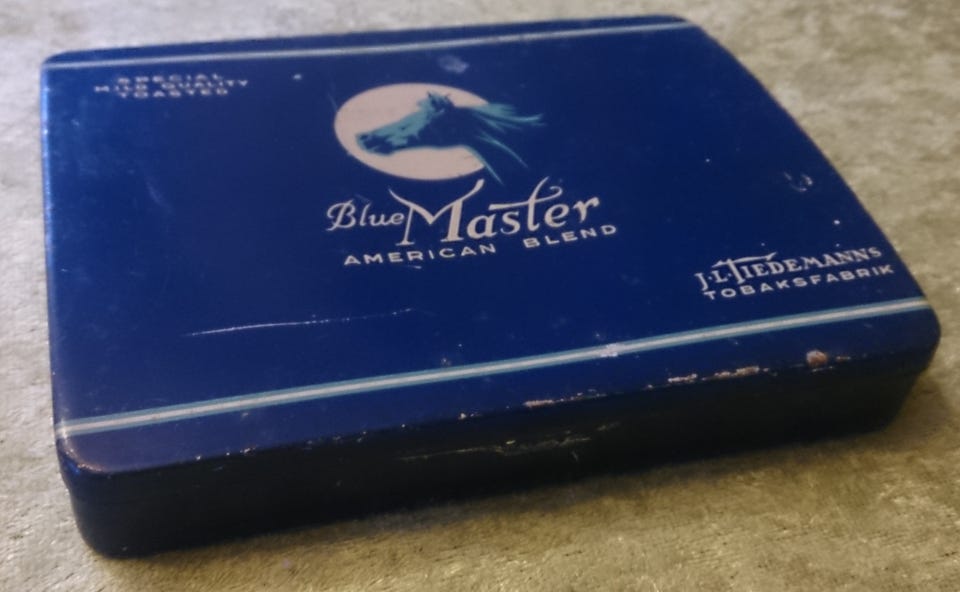 SPECIAL
MILD QUALITY
TOASTED
Blue Master
AMERICAN BLEND
J.L. TIEDEMANNS
TOBAKSFABRIK